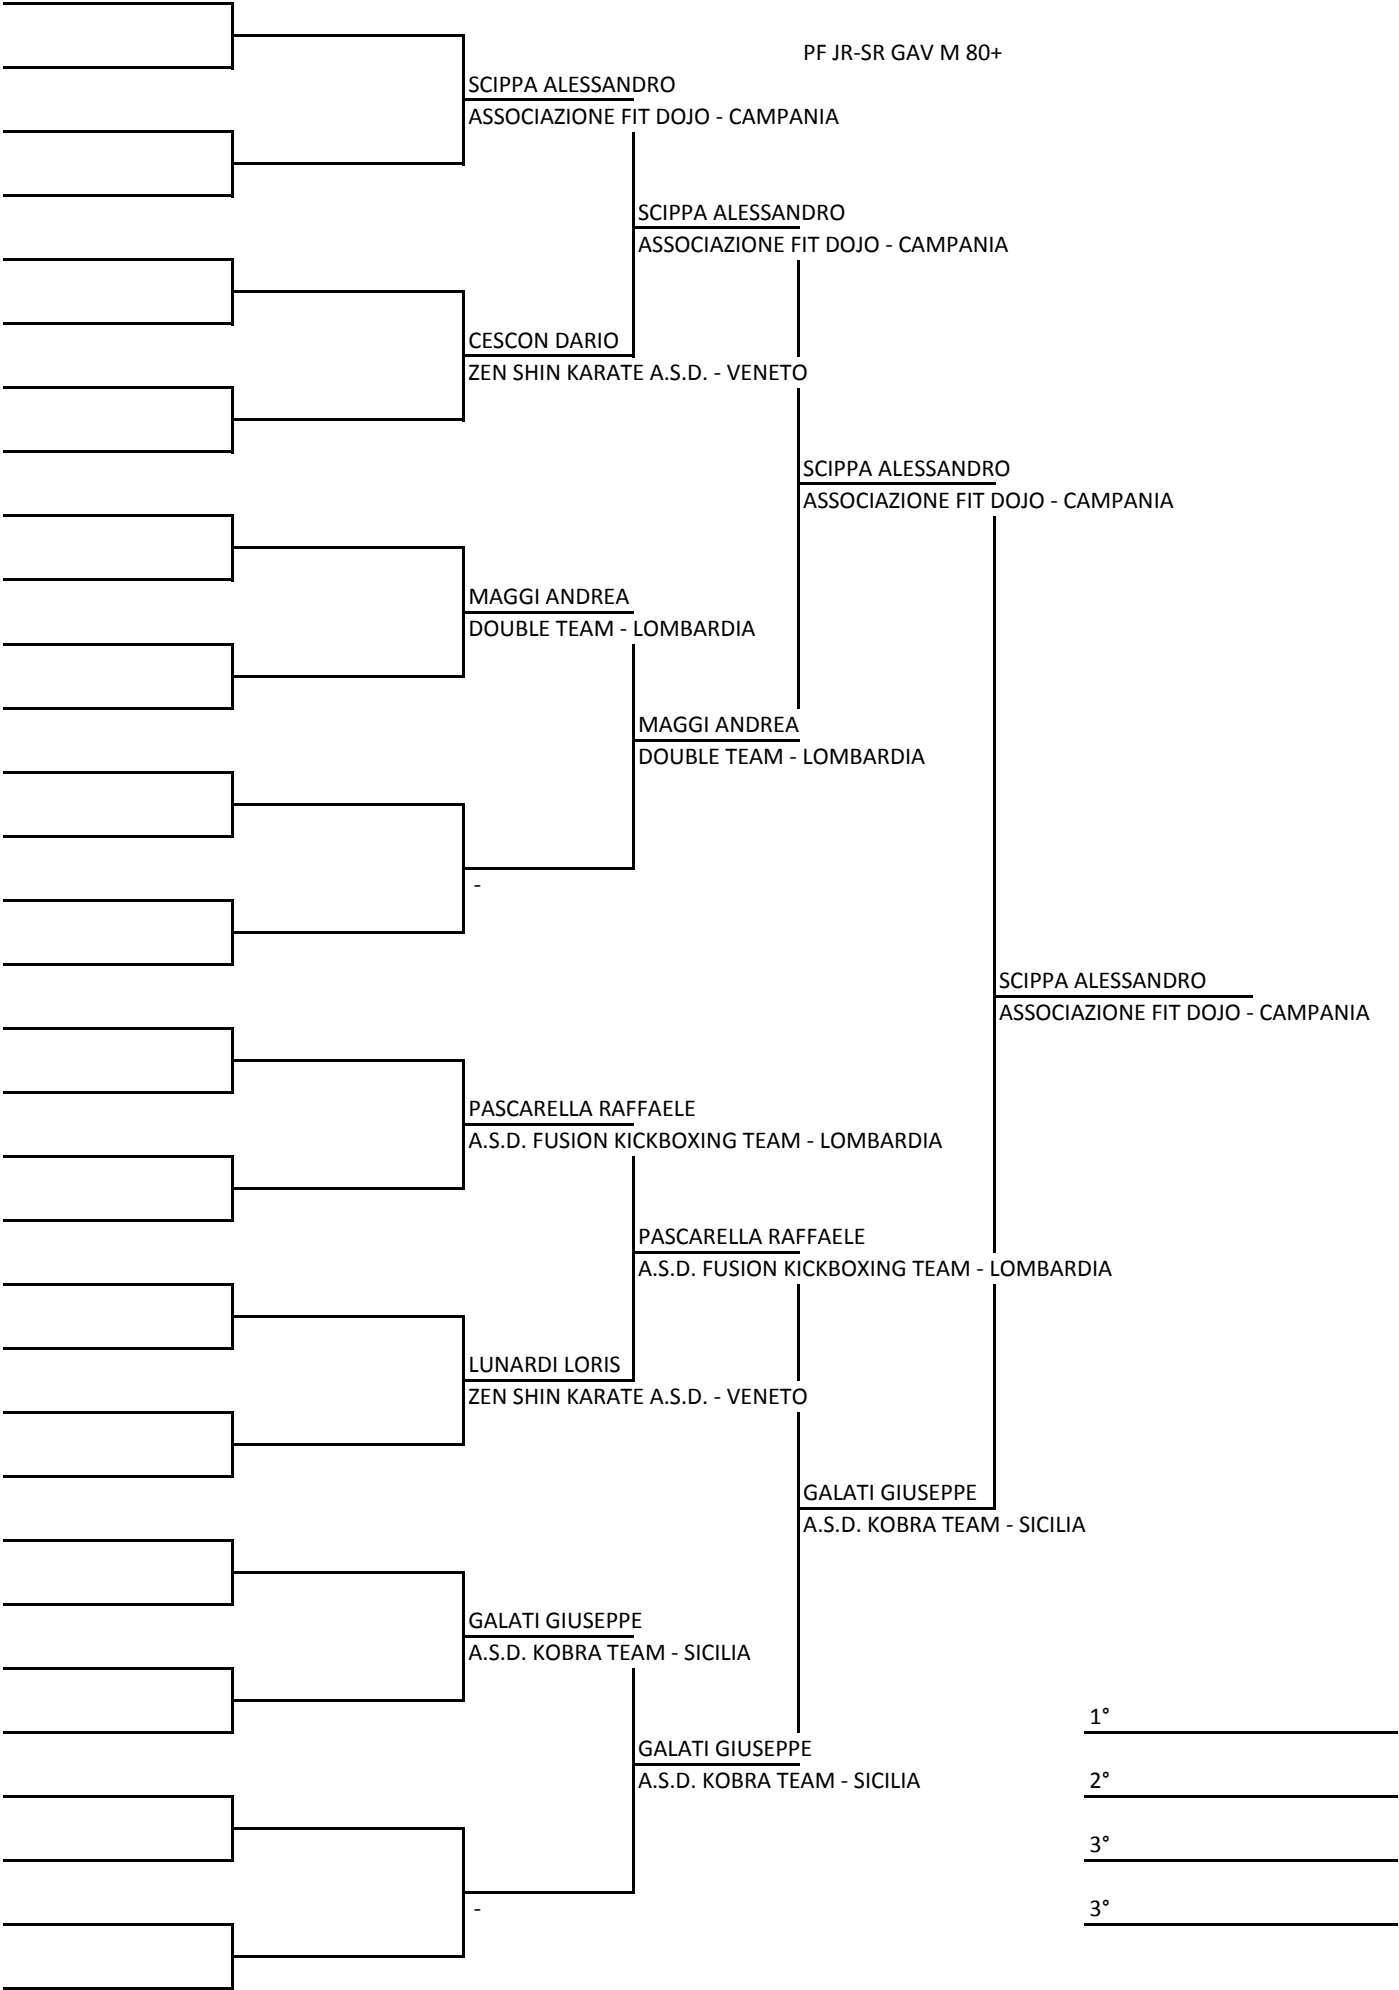 PF JR-SR GAV M 80+
SCIPPA ALESSANDRO
ASSOCIAZIONE FIT DOJO - CAMPANIA
SCIPPA ALESSANDRO
ASSOCIAZIONE FIT DOJO - CAMPANIA
CESCON DARIO
ZEN SHIN KARATE A.S.D. - VENETO
SCIPPA ALESSANDRO
ASSOCIAZIONE FIT DOJO - CAMPANIA
MAGGI ANDREA
DOUBLE TEAM - LOMBARDIA
MAGGI ANDREA
DOUBLE TEAM - LOMBARDIA
-
SCIPPA ALESSANDRO
ASSOCIAZIONE FIT DOJO - CAMPANIA
PASCARELLA RAFFAELE
A.S.D. FUSION KICKBOXING TEAM - LOMBARDIA
PASCARELLA RAFFAELE
A.S.D. FUSION KICKBOXING TEAM - LOMBARDIA
LUNARDI LORIS
ZEN SHIN KARATE A.S.D. - VENETO
GALATI GIUSEPPE
A.S.D. KOBRA TEAM - SICILIA
GALATI GIUSEPPE
A.S.D. KOBRA TEAM - SICILIA
GALATI GIUSEPPE
A.S.D. KOBRA TEAM - SICILIA
-
1°
2°
3°
3°